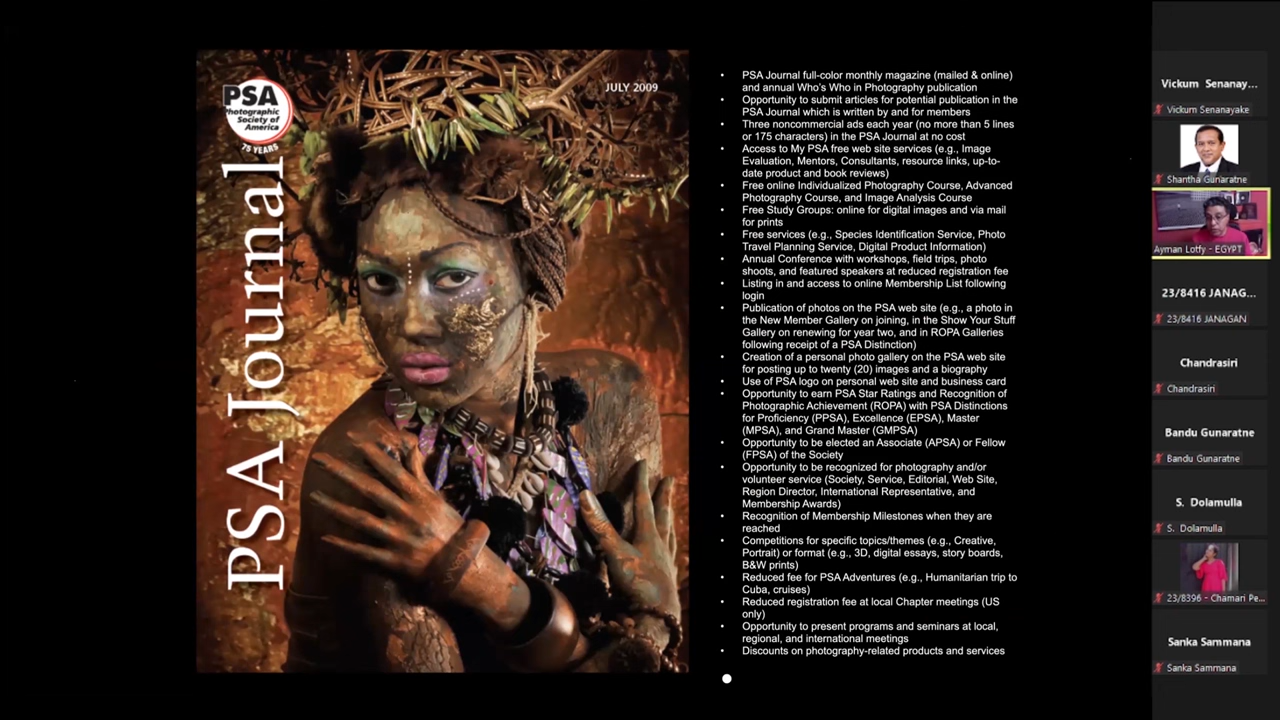 PSA
Photographic
Society of
America
75 YEARS
JULY 2009
PSA Journal
• PSA Journal full-color monthly magazine (mailed & online)
and annual Who's Who in Photography publication
• Opportunity to submit articles for potential publication in the
PSA Journal which is written by and for members
• Three noncommercial ads each year (no more than 5 lines
or 175 characters) in the PSA Journal at no cost
• Access to My PSA free web site services (e.g., Image
Evaluation, Mentors, Consultants, resource links, up-to-
date product and book reviews)
• Free online Individualized Photography Course, Advanced
Photography Course, and Image Analysis Course
• Free Study Groups: online for digital images and via mail
for prints
• Free services (e.g., Species Identification Service, Photo
Travel Planning Service, Digital Product Information)
• Annual Conference with workshops, field trips, photo
shoots, and featured speakers at reduced registration fee
• Listing in and access to online Membership List following
login
• Publication of photos on the PSA web site (e.g., a photo in
the New Member Gallery on joining, in the Show Your Stuff
Gallery on renewing for year two, and in ROPA Galleries
following receipt of a PSA Distinction)
• Creation of a personal photo gallery on the PSA web site
for posting up to twenty (20) images and a biography
• Use of PSA logo on personal web site and business card
• Opportunity to earn PSA Star Ratings and Recognition of
Photographic Achievement (ROPA) with PSA Distinctions
for Proficiency (PPSA), Excellence (EPSA), Master
(MPSA), and Grand Master (GMPSA)
• Opportunity to be elected an Associate (APSA) or Fellow
(FPSA) of the Society
• Opportunity to be recognized for photography and/or
volunteer service (Society, Service, Editorial, Web Site,
Region Director, International Representative, and
Membership Awards)
• Recognition of Membership Milestones when they are
reached
• Competitions for specific topics/themes (e.g., Creative,
Portrait) or format (e.g., 3D, digital essays, story boards,
B&W prints)
• Reduced fee for PSA Adventures (e.g., Humanitarian trip to
Cuba, cruises)
• Reduced registration fee at local Chapter meetings (US
only)
• Opportunity to present programs and seminars at local,
regional, and international meetings
• Discounts on photography-related products and services
Vickum Senanay...
Vickum Senanayake
Shantha Gunaratne
Ayman Lotfy - EGYPT
23/8416 JANAG...
23/8416 JANAGAN
Chandrasiri
Chandrasiri
Bandu Gunaratne
Bandu Gunaratne
S. Dolamulla
S. Dolamulla
23/8396 - Chamari Pe...
Sanka Sammana
Sanka Sammana